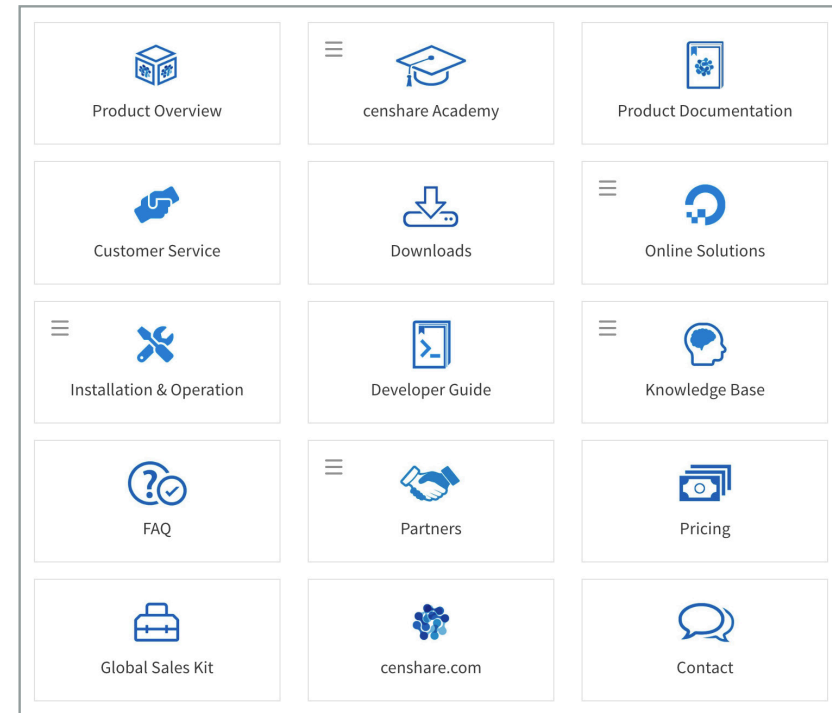 Product Overview
censhare Academy
Product Documentation
Customer Service
Downloads
Online Solutions
Installation & Operation
Developer Guide
Knowledge Base
FAQ
Partners
Pricing
Global Sales Kit
censhare.com
Contact